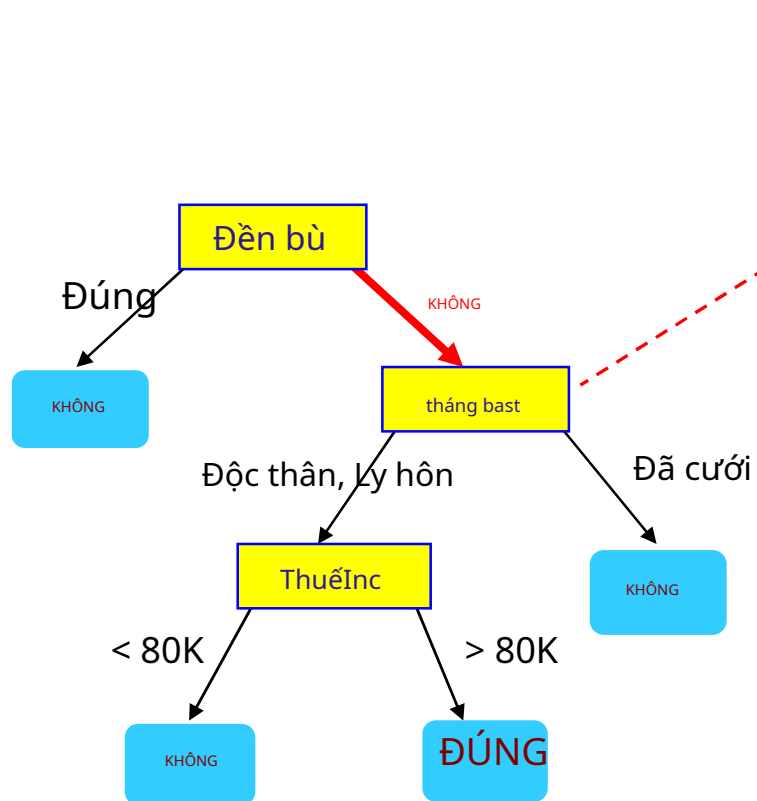 Đền bù
Đúng
KHÔNG
KHÔNG
tháng bast
Độc thân, Ly hôn
Đã cưới
ThuếInc
KHÔNG
< 80K
> 80K
KHÔNG
ĐÚNG